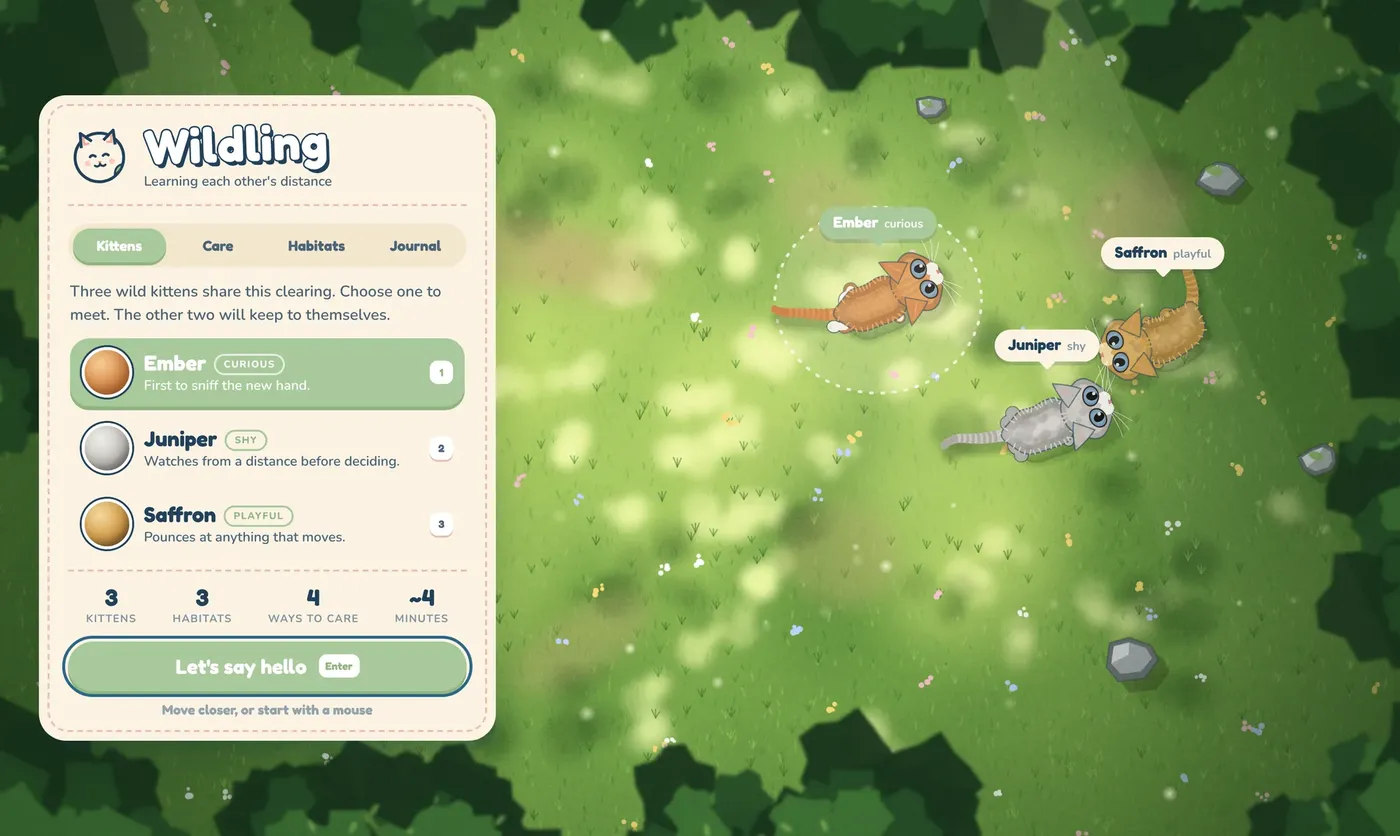 Wildling
Learning each other's distance
Kittens
Care
Habitats
Journal
Three wild kittens share this clearing. Choose one to
meet. The other two will keep to themselves.
Ember CURIOUS
First to sniff the new hand.
1
Juniper SHY
Watches from a distance before deciding.
2
Saffron PLAYFUL
Pounces at anything that moves.
3
3
KITTENS
3
HABITATS
4
WAYS TO CARE
~4
MINUTES
Let's say hello Enter
Move closer, or start with a mouse
Ember curious
Saffron playful
Juniper shy